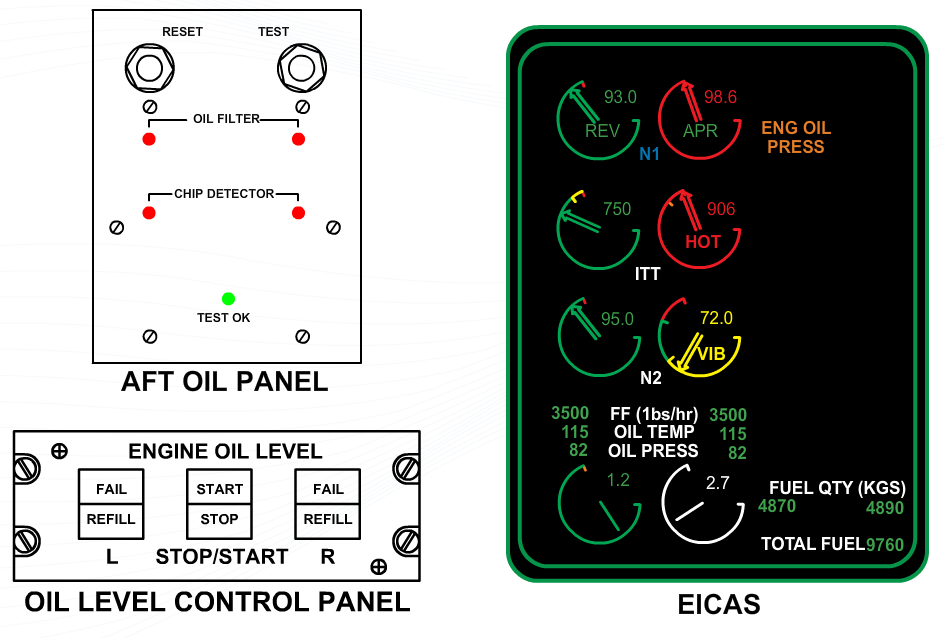 RESET TEST
OIL FILTER
CHIP DETECTOR
TEST OK
AFT OIL PANEL
ENGINE OIL LEVEL
FAIL START FAIL
REFILL STOP REFILL
L STOP/START R
OIL LEVEL CONTROL PANEL
93.0 98.6
REV APR
ENG OIL
PRESS
N1
750 906
HOT
ITT
95.0 72.0
VIB
N2
3500 FF (1bs/hr) 3500
115 OIL TEMP 115
82 OIL PRESS 82
1.2 2.7
FUEL QTY (KGS)
4870 4890
TOTAL FUEL 9760
EICAS